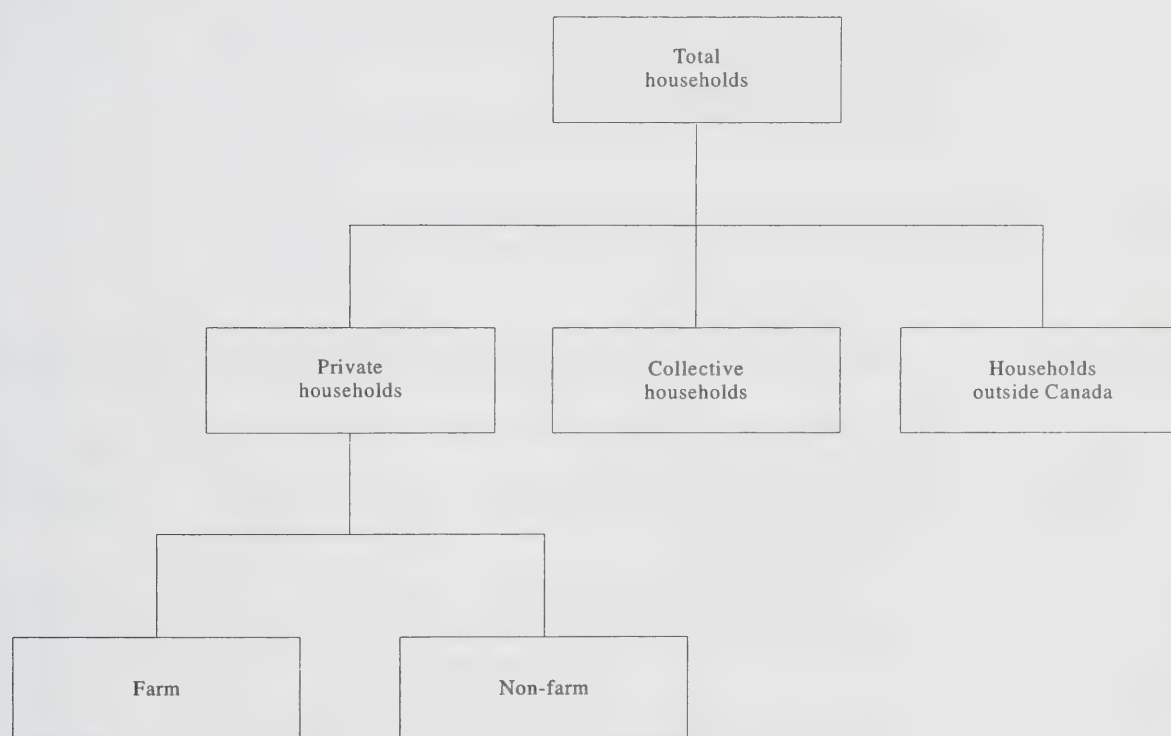 Total
households
Private
households
Collective
households
Households
outside Canada
Farm
Non-farm